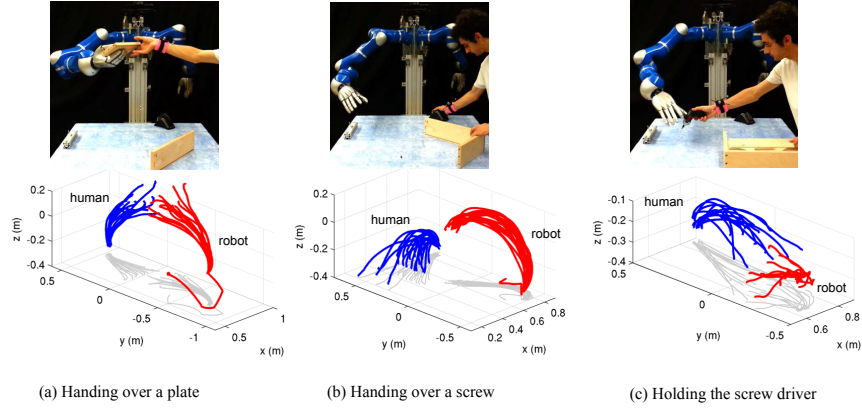 0.2
0
-0.2
-0.4
z (m)
0.5
0
-0.5
-1
y (m)
0.5
1
x (m)
human
robot
0.2
0
-0.2
-0.4
z (m)
0.5
0
-0.5
y (m)
0.2
0.4
0.6
0.8
x (m)
human
robot
-0.1
-0.2
-0.3
-0.4
z (m)
0.5
0
-0.5
y (m)
0.6
0.8
x (m)
human
robot
(a) Handing over a plate
(b) Handing over a screw
(c) Holding the screw driver